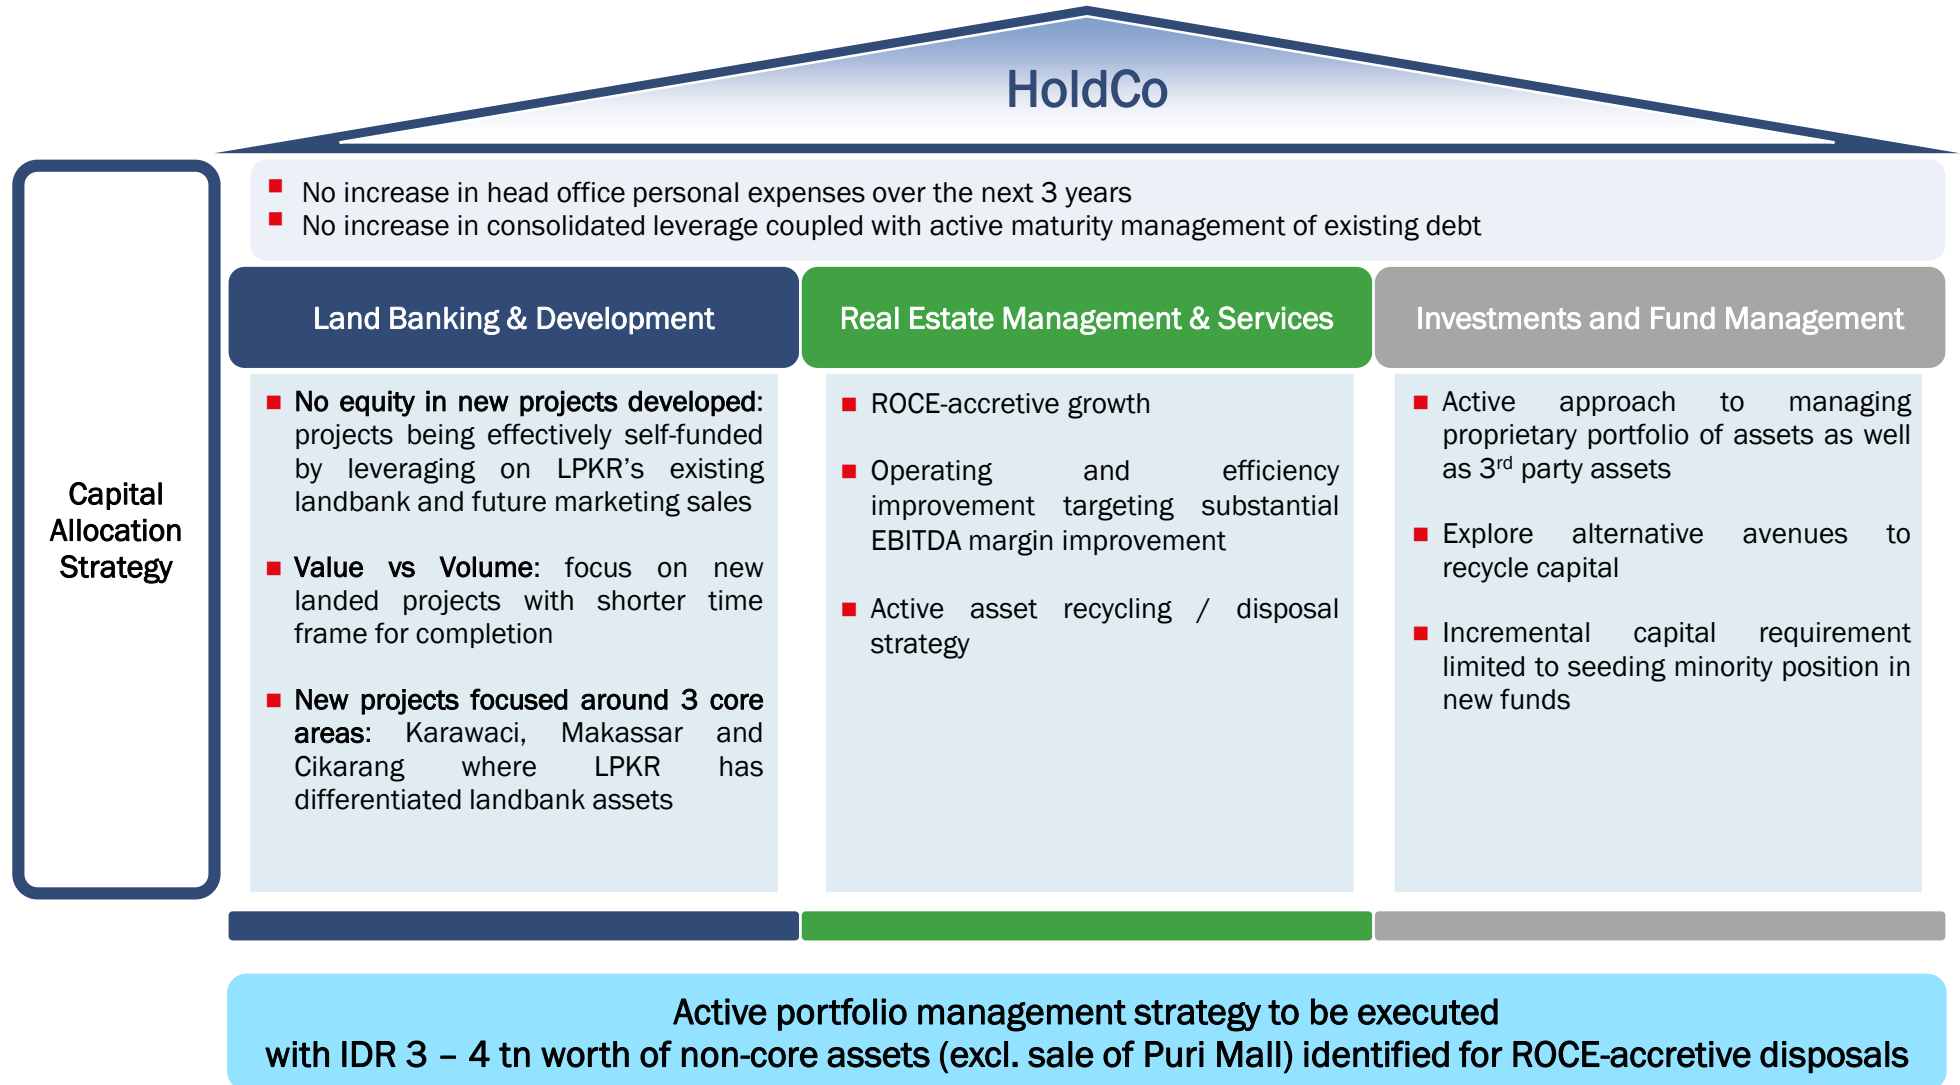 HoldCo
No increase in head office personal expenses over the next 3 years
No increase in consolidated leverage coupled with active maturity management of existing debt
Capital
Allocation
Strategy
Land Banking & Development
No equity in new projects developed:
projects being effectively self-funded
by leveraging on LPKR’s existing
landbank and future marketing sales
Value vs Volume: focus on new
landed projects with shorter time
frame for completion
New projects focused around 3 core
areas: Karawaci, Makassar and
Cikarang where LPKR has
differentiated landbank assets
Real Estate Management & Services
ROCE-accretive growth
Operating and efficiency
improvement targeting substantial
EBITDA margin improvement
Active asset recycling / disposal
strategy
Investments and Fund Management
Active approach to managing
proprietary portfolio of assets as well
as 3rd party assets
Explore alternative avenues to
recycle capital
Incremental capital requirement
limited to seeding minority position in
new funds
Active portfolio management strategy to be executed
with IDR 3 – 4 tn worth of non-core assets (excl. sale of Puri Mall) identified for ROCE-accretive disposals